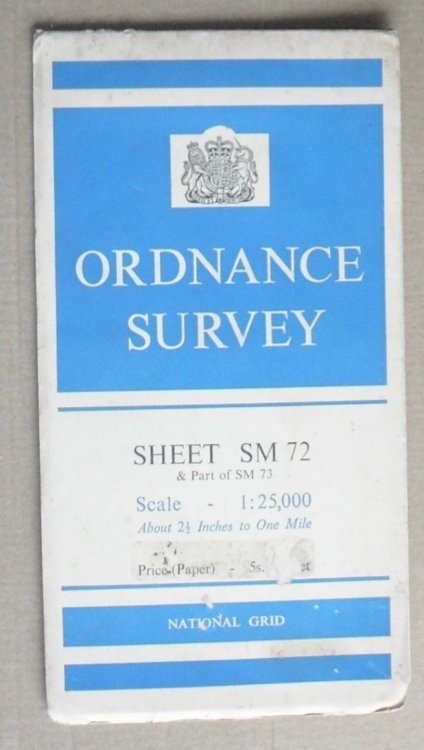 ORDNANCE
SURVEY
SHEET SM 72
& Part of SM 73
Scale - 1:25,000
About 2½ Inches to One Mile
Price (Paper) - 5s.
NATIONAL GRID